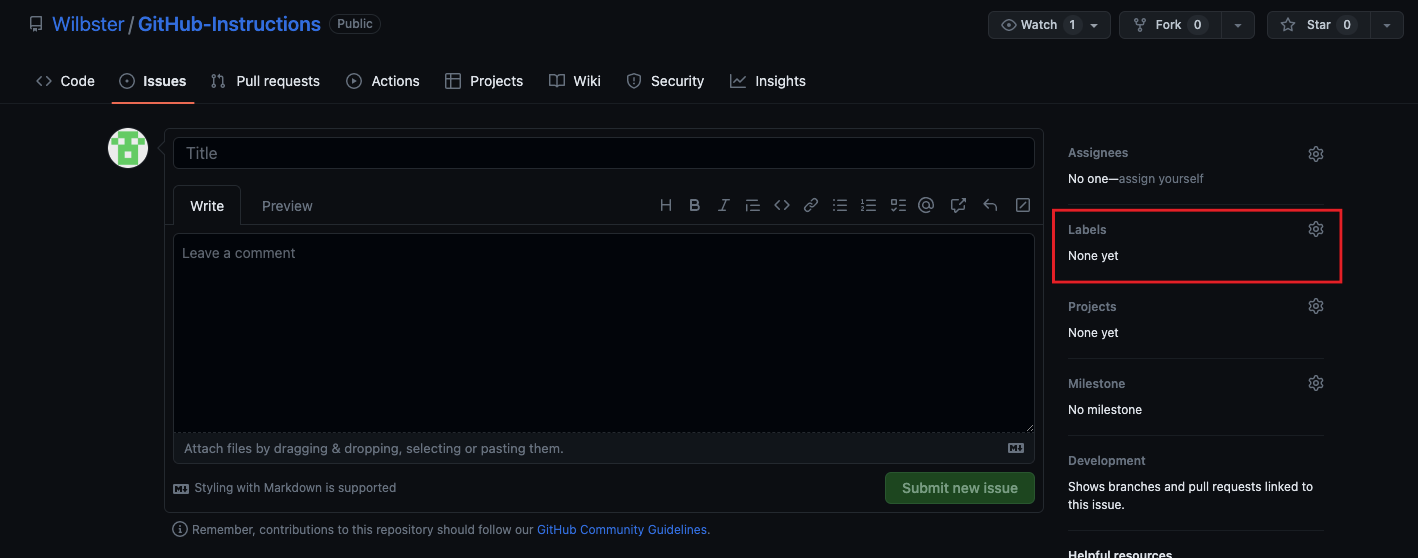 Wilbster / GitHub-Instructions Public
Watch 1 Fork 0 Star 0
Code Issues Pull requests Actions Projects Wiki Security Insights
Title
Write Preview
Leave a comment
Attach files by dragging & dropping, selecting or pasting them.
Styling with Markdown is supported
Submit new issue
Remember, contributions to this repository should follow our GitHub Community Guidelines.
Assignees
No one—assign yourself
Labels
None yet
Projects
None yet
Milestone
No milestone
Development
Shows branches and pull requests linked to
this issue.
Helpful resources